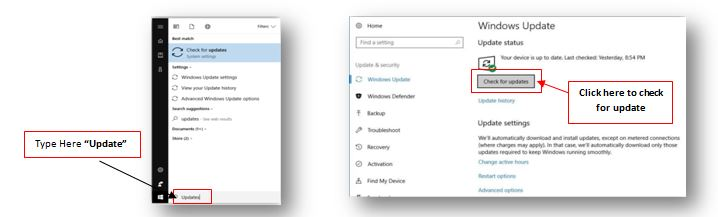 Filters
Best match
Check for updates
System settings
Settings
Windows Update settings
View your Update history
Advanced Windows Update options
Search suggestions
updates - See web results
Documents (9+)
Store (2)
Type Here “Update”
Updates
Home
Find a setting
Update & security
Windows Update
Windows Defender
Backup
Troubleshoot
Recovery
Activation
Find My Device
Windows Update
Update status
Your device is up to date. Last checked: Yesterday, 8:54 PM
Check for updates
Update history
Click here to check
for update
Update settings
We'll automatically download and install updates, except on metered connections
(where charges may apply). In that case, we'll automatically download only those
updates required to keep Windows running smoothly.
Change active hours
Restart options
Advanced options